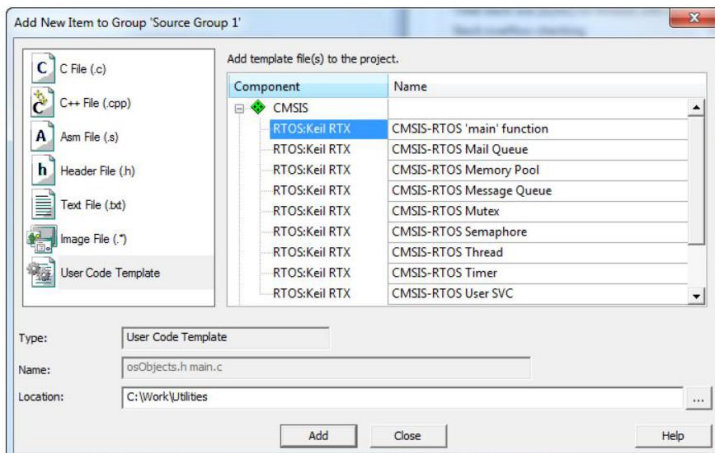 Add New Item to Group 'Source Group 1'
Add template file(s) to the project.
C File (.c)
C++ File (.cpp)
Asm File (.s)
Header File (.h)
Text File (.txt)
Image File (.*)
User Code Template
Component Name
CMSIS
RTOS:Keil RTX CMSIS-RTOS 'main' function
RTOS:Keil RTX CMSIS-RTOS Mail Queue
RTOS:Keil RTX CMSIS-RTOS Memory Pool
RTOS:Keil RTX CMSIS-RTOS Message Queue
RTOS:Keil RTX CMSIS-RTOS Mutex
RTOS:Keil RTX CMSIS-RTOS Semaphore
RTOS:Keil RTX CMSIS-RTOS Thread
RTOS:Keil RTX CMSIS-RTOS Timer
RTOS:Keil RTX CMSIS-RTOS User SVC
Type: User Code Template
Name: osObjects.h main.c
Location: C:\Work\Utilities ...
Add Close Help